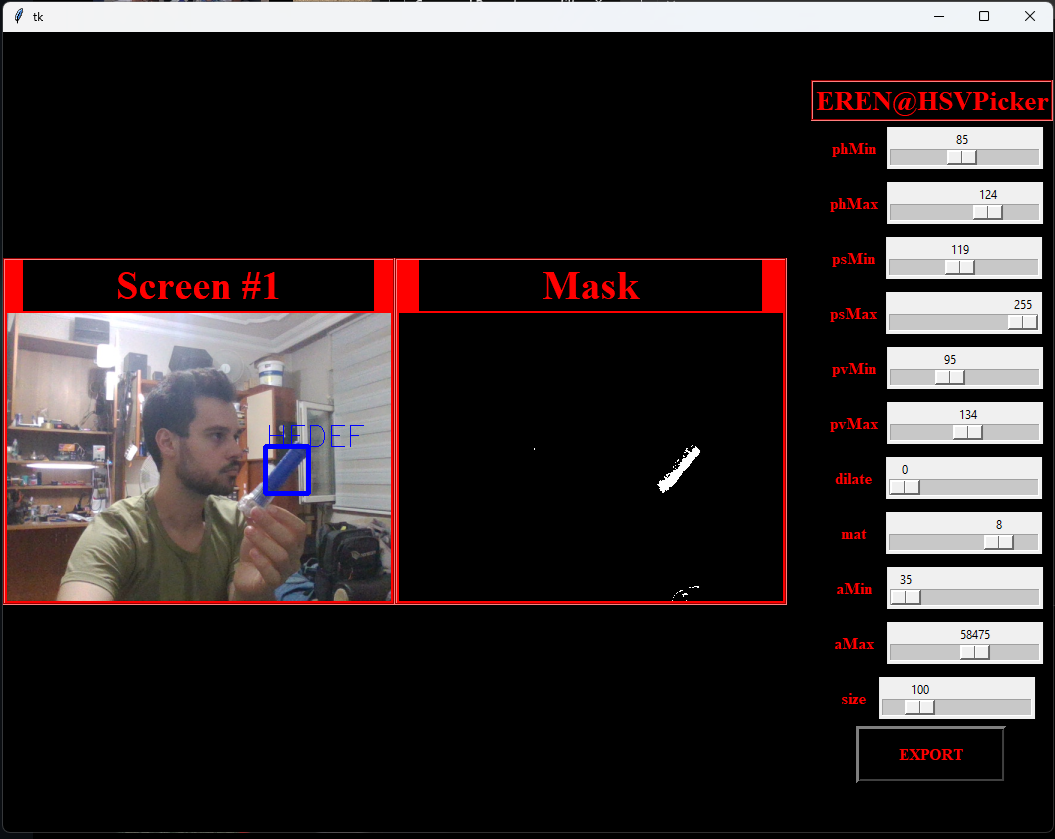 tk
EREN@HSVPicker
phMin 85
phMax 124
psMin 119
psMax 255
pvMin 95
pvMax 134
dilate 0
mat 8
aMin 35
aMax 58475
size 100
EXPORT
Screen #1
Mask
HEDEF